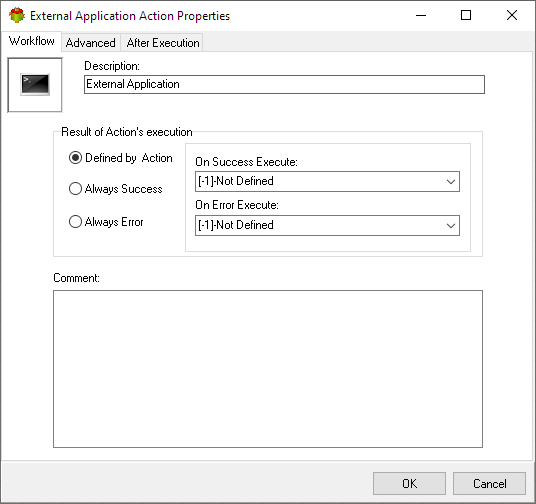 External Application Action Properties
Workflow Advanced After Execution
Description:
External Application
Result of Action's execution
Defined by Action
Always Success
Always Error
On Success Execute:
[-1]-Not Defined
On Error Execute:
[-1]-Not Defined
Comment:
OK Cancel